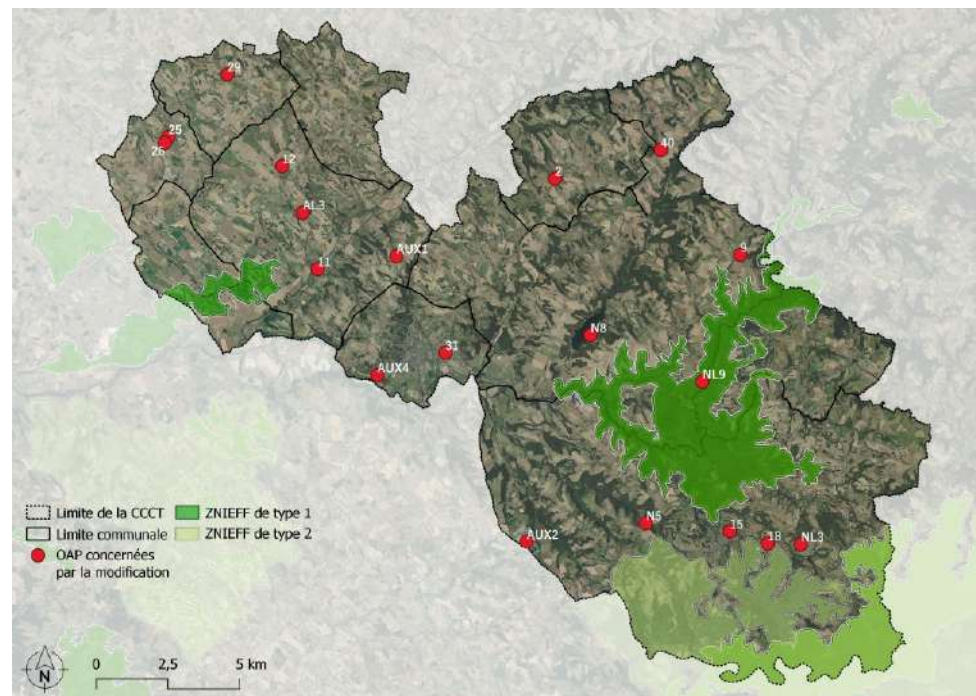 29
25
26
12
40
2
AL3
AUX1
9
11
N8
31
AUX4
NL9
Limite de la CCCT
ZNIEFF de type 1
Limite communale
ZNIEFF de type 2
OAP concernées
par la modification
N5
15
AUX2
18
NL3
N
0
2,5
5 km